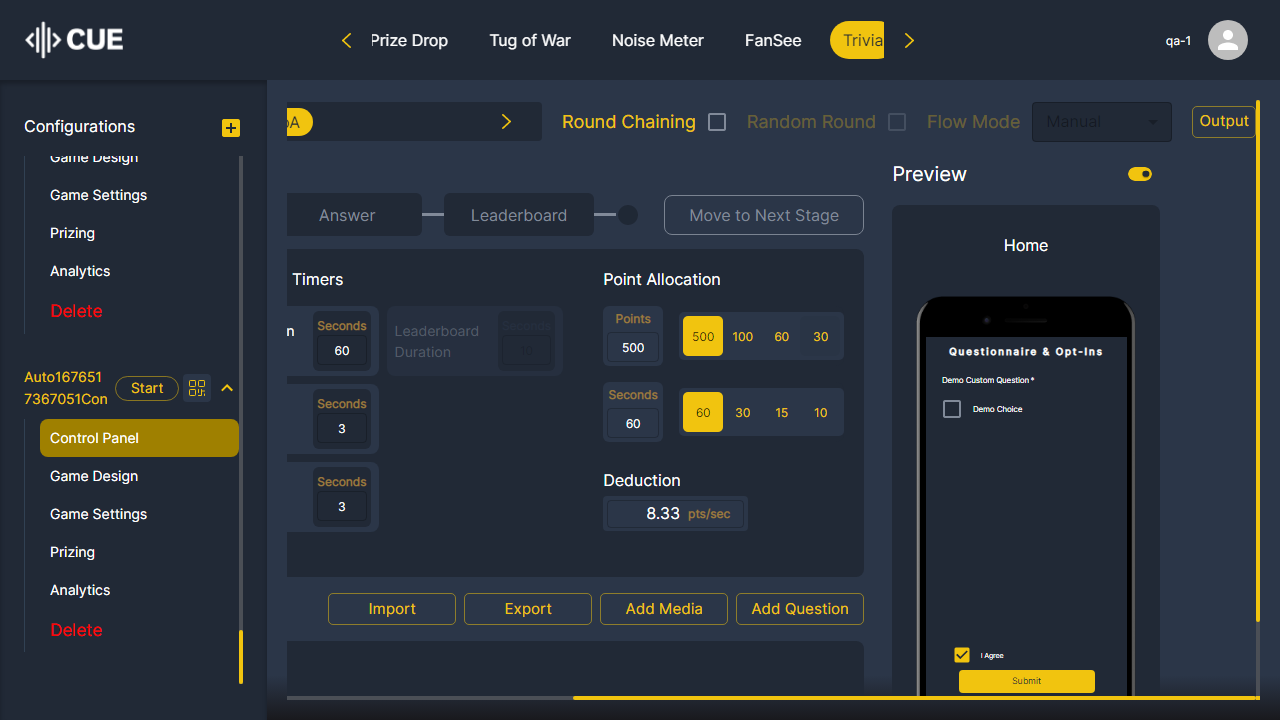 CUE
Prize Drop
Tug of War
Noise Meter
FanSee
Trivia
qa-1
Configurations
Game Design
Game Settings
Prizing
Analytics
Delete
Auto167651
7367051Con
Start
Control Panel
Game Design
Game Settings
Prizing
Analytics
Delete
Round Chaining
Random Round
Flow Mode
Manual
Output
Answer
Leaderboard
Move to Next Stage
Timers
Seconds
60
Leaderboard
Duration
Seconds
Seconds
3
Seconds
3
Point Allocation
Points
500
500 100 60 30
Seconds
60
60 30 15 10
Deduction
8.33 pts/sec
Import
Export
Add Media
Add Question
Preview
Home
Questionnaire & Opt-Ins
Demo Custom Question *
Demo Choice
I Agree
Submit